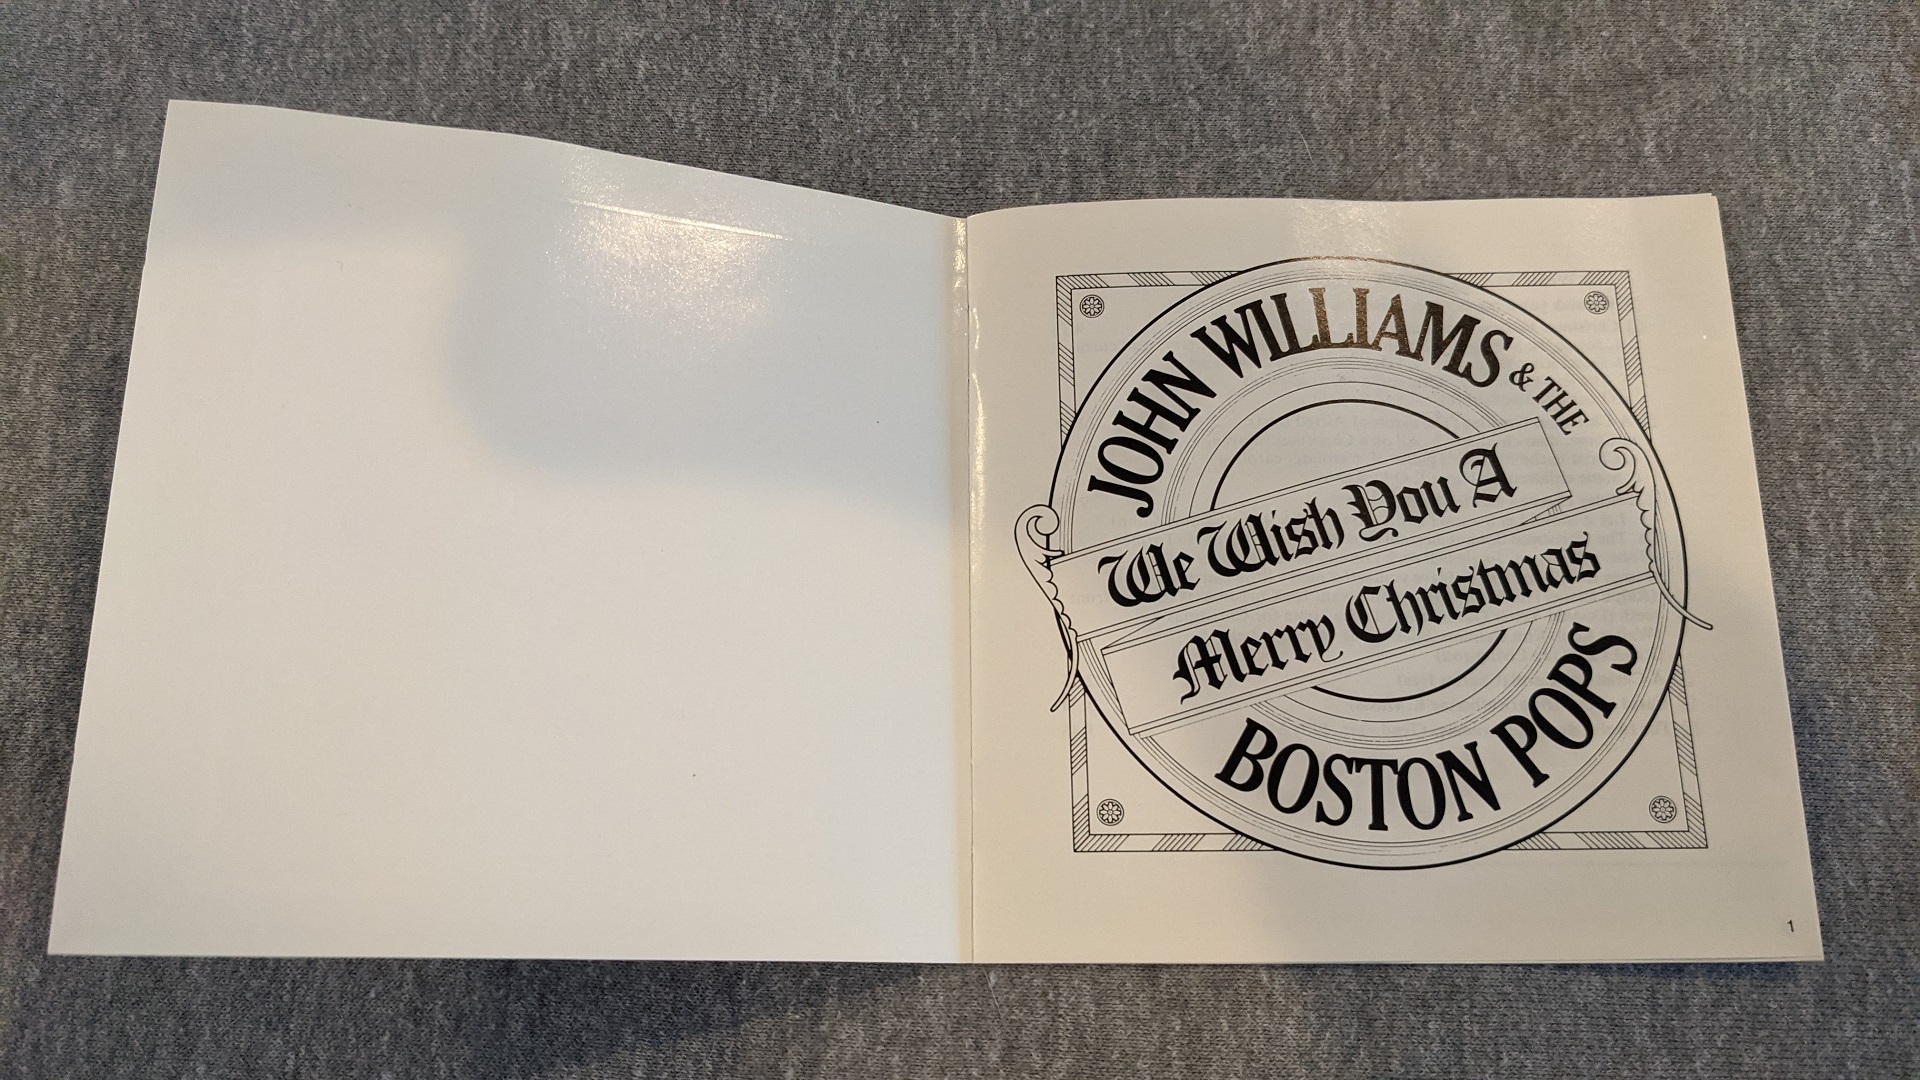 JOHN WILLIAMS & THE
We Wish You A
Merry Christmas
BOSTON POPS
1